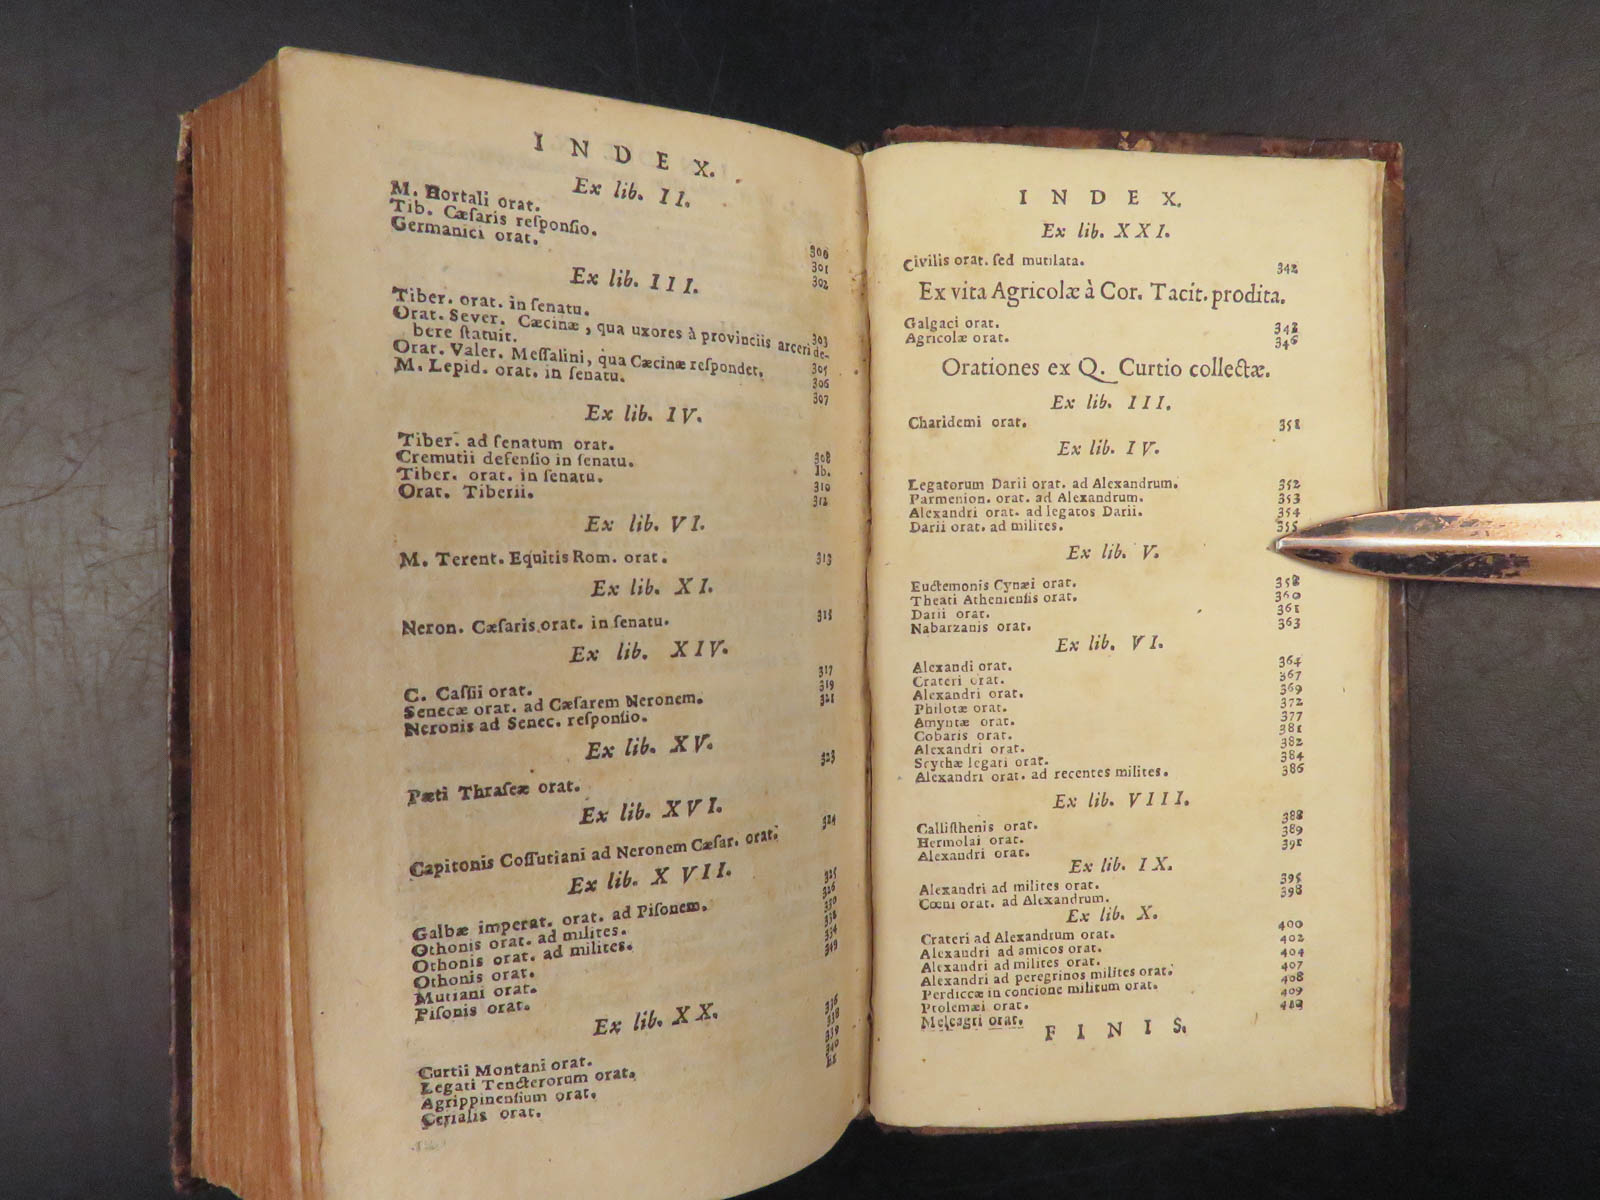 INDEX.
Ex lib. II.
M. Hortali orat. 300
Tib. Cæſaris reſponſio. 301
Germanici orat. 302
Ex lib. III.
Tiber. orat. in ſenatu. 303
Orat. Sever. Cæcinæ, qua uxores à provinciis arceri de-
bere ſtatuit. 305
Orat. Valer. Meſſalini, qua Cæcinæ reſpondet. 306
M. Lepid. orat. in ſenatu. 307
Ex lib. IV.
Tiber. ad ſenatum orat. 308
Cremutii defenſio in ſenatu. Ib.
Tiber. orat. in ſenatu. 310
Orat. Tiberii. 312
Ex lib. VI.
M. Terent. Equitis Rom. orat. 313
Ex lib. XI.
Neron. Cæſaris orat. in ſenatu. 315
Ex lib. XIV.
C. Caſſii orat. 317
Senecæ orat. ad Cæſarem Neronem. 319
Neronis ad Senec. reſponſio. 321
Ex lib. XV.
Pæti Thraſeæ orat. 323
Ex lib. XVI.
Capitonis Coſſutiani ad Neronem Cæſar. orat. 324
Ex lib. XVII.
Galbæ imperat. orat. ad Piſonem. 325
Othonis orat. ad milites. 326
Othonis orat. ad milites. 330
Othonis orat.
Mutiani orat. 334
Piſonis orat.
Ex lib. XX.
Curtii Montani orat. 336
Legati Tencterorum orat. 338
Agrippinenſium orat. 339
Cerialis orat. 340
Ex
INDEX.
Ex lib. XXI.
Civilis orat. ſed mutilata. 342
Ex vita Agricolæ à Cor. Tacit. prodita.
Galgaci orat. 343
Agricolæ orat. 346
Orationes ex Q. Curtio collectæ.
Ex lib. III.
Charidemi orat. 351
Ex lib. IV.
Legatorum Darii orat. ad Alexandrum. 352
Parmenion. orat. ad Alexandrum. 353
Alexandri orat. ad legatos Darii. 354
Darii orat. ad milites. 355
Ex lib. V.
Euctemonis Cynæi orat. 358
Theati Athenienſis orat. 360
Darii orat. 361
Nabarzanis orat. 363
Ex lib. VI.
Alexandi orat. 364
Crateri orat. 367
Alexandri orat. 369
Philotæ orat. 372
Amyntæ orat. 377
Cobaris orat. 381
Alexandri orat. 382
Scythæ legati orat. 384
Alexandri orat. ad recentes milites. 386
Ex lib. VIII.
Calliſthenis orat. 388
Hermolai orat. 389
Alexandri orat. 391
Ex lib. IX.
Alexandri ad milites orat. 395
Cœni orat. ad Alexandrum. 398
Ex lib. X.
Crateri ad Alexandrum orat. 400
Alexandri ad amicos orat. 402
Alexandri ad milites orat. 404
Alexandri ad peregrinos milites orat. 407
Perdiccæ in concione militum orat. 408
Ptolemæi orat. 409
Meleagri orat.
FINIS.